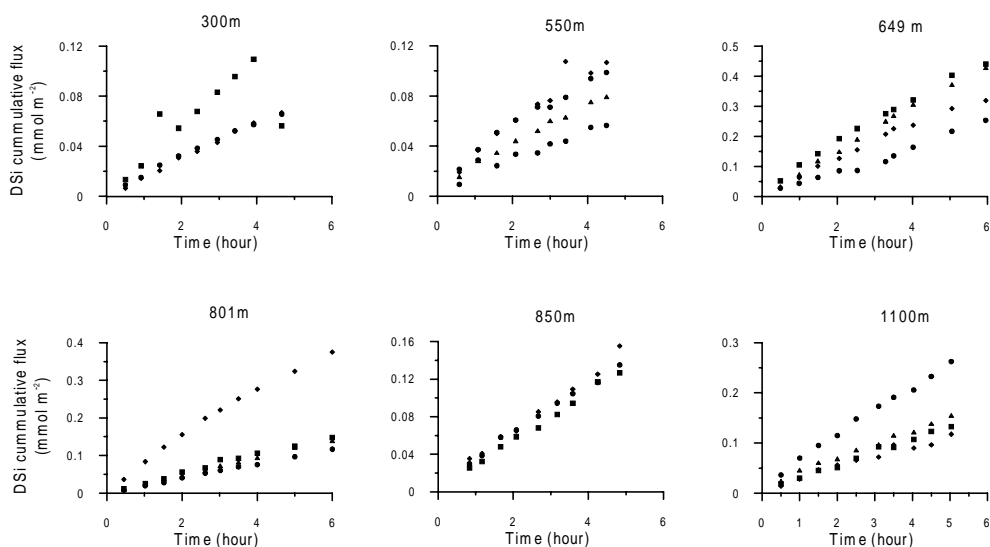 300m
550m
649 m
DSi cummulative flux
(mmol m⁻²)
0.12
0.08
0.04
0
0 2 4 6
Time (hour)
0.12
0.08
0.04
0
0 2 4 6
Time (hour)
0.5
0.4
0.3
0.2
0.1
0
0 1 2 3 4 5 6
Time (hour)
801m
850m
1100m
DSi cummulative flux
(mmol m⁻²)
0.4
0.3
0.2
0.1
0
0 2 4 6
Time (hour)
0.16
0.12
0.08
0.04
0.00
0 2 4 6
Time (hour)
0.3
0.2
0.1
0
0 1 2 3 4 5 6
Time (hour)